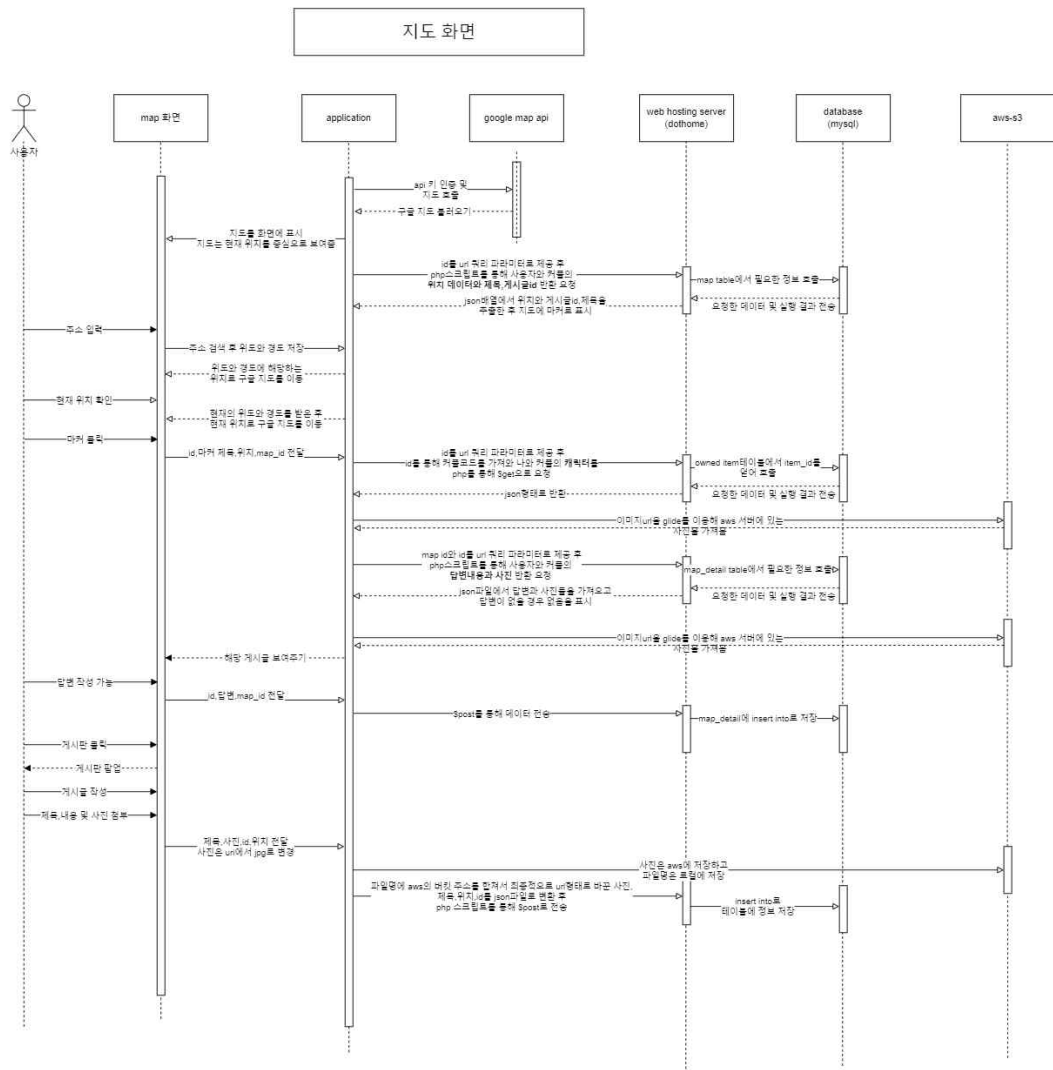 지도 화면
map 화면
application
google map api
web hosting server
(dothome)
database
(mysql)
aws-s3
사용자
api 키 인증 및
지도 호출
구글 지도 불러오기
지도를 화면에 표시
지도는 현재 위치를 중심으로 보여줌
id를 url 쿼리 파라미터로 제공 후
php스크립트를 통해 사용자와 커플의
위치 데이터와 제목,게시글id 반환 요청
map table에서 필요한 정보 호출
요청한 데이터 및 실행 결과 전송
json배열에서 위치와 게시글id,제목을
추출한 후 지도에 마커로 표시
주소 입력
주소 검색 후 위도와 경도 저장
위도와 경도에 해당하는
위치로 구글 지도를 이동
현재 위치 확인
현재의 위도와 경도를 받은 후
현재 위치로 구글 지도를 이동
마커 클릭
id,마커 제목,위치,map_id 전달
id를 url 쿼리 파라미터로 제공 후
id를 통해 커플코드를 가져와 나와 커플의 캐릭터를
php를 통해 $get으로 요청
owned item테이블에서 item_id를
얻어 호출
요청한 데이터 및 실행 결과 전송
json형태로 반환
이미지url을 glide를 이용해 aws 서버에 있는
사진을 가져옴
map id와 id를 url 쿼리 파라미터로 제공 후
php스크립트를 통해 사용자와 커플의
답변내용과 사진 반환 요청
map_detail table에서 필요한 정보 호출
요청한 데이터 및 실행 결과 전송
json파일에서 답변과 사진들을 가져오고
답변이 없을 경우 없음을 표시
이미지url을 glide를 이용해 aws 서버에 있는
사진을 가져옴
해당 게시글 보여주기
답변 작성 가능
id,답변,map_id 전달
$post를 통해 데이터 전송
map_detail에 insert into로 저장
게시판 클릭
게시판 팝업
게시글 작성
제목,내용 및 사진 첨부
제목,사진,id,위치 전달
사진은 uri에서 jpg로 변경
사진은 aws에 저장하고
파일명은 로컬에 저장
파일명에 aws의 버킷 주소를 합쳐서 최종적으로 url형태로 바꾼 사진,
제목,위치,id를 json파일로 변환 후
php 스크립트를 통해 $post로 전송
insert into로
테이블에 정보 저장